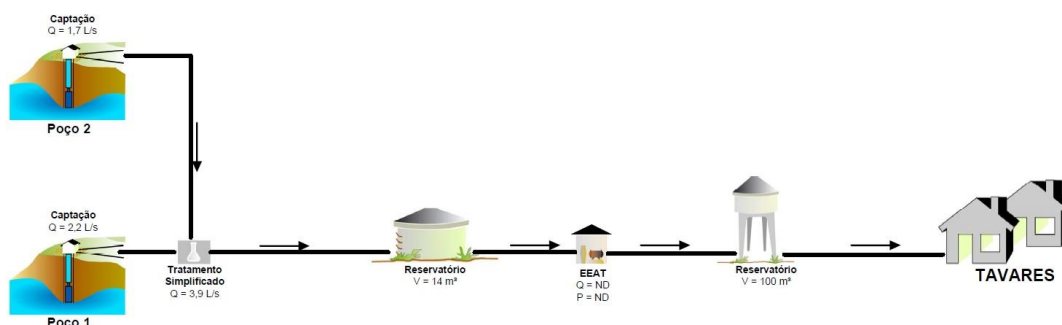 Captação
Q = 1,7 L/s
Poço 2
Captação
Q = 2,2 L/s
Poço 1
Tratamento
Simplificado
Q = 3,9 L/s
Reservatório
V = 14 m³
EEAT
Q = ND
P = ND
Reservatório
V = 100 m³
TAVARES